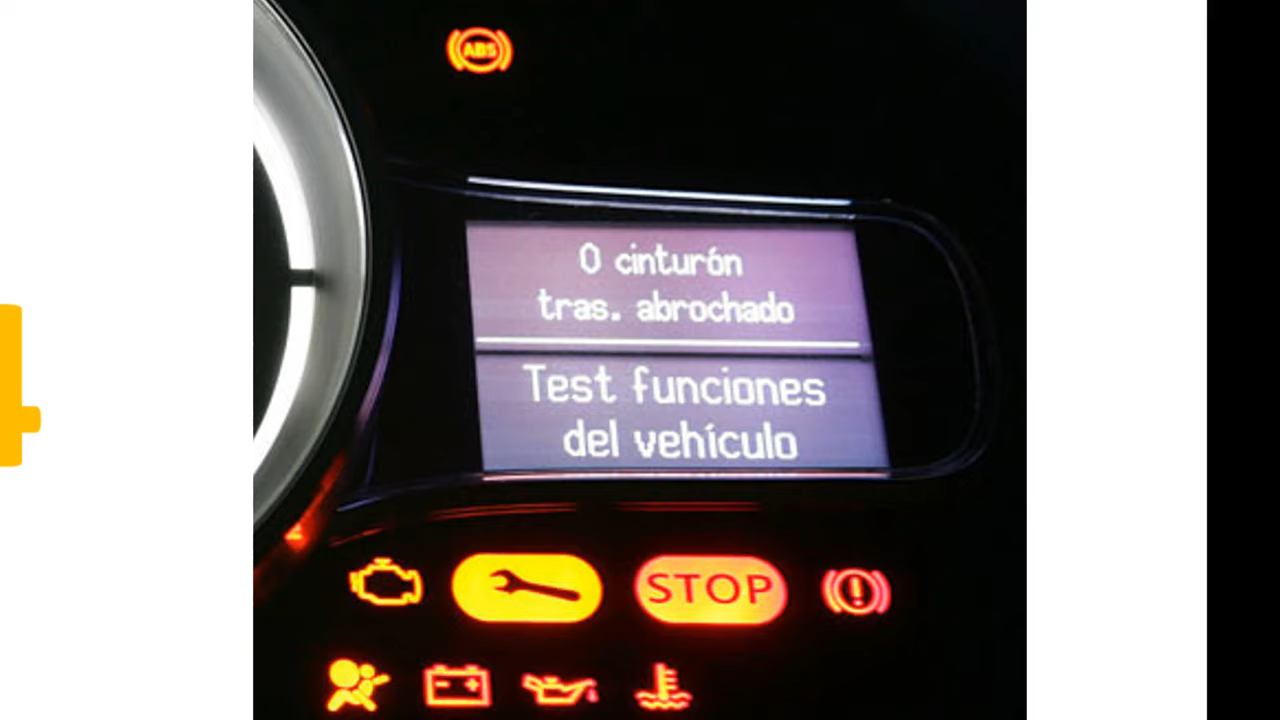 ABS
0 cinturón
tras. abrochado
Test funciones
del vehículo
STOP